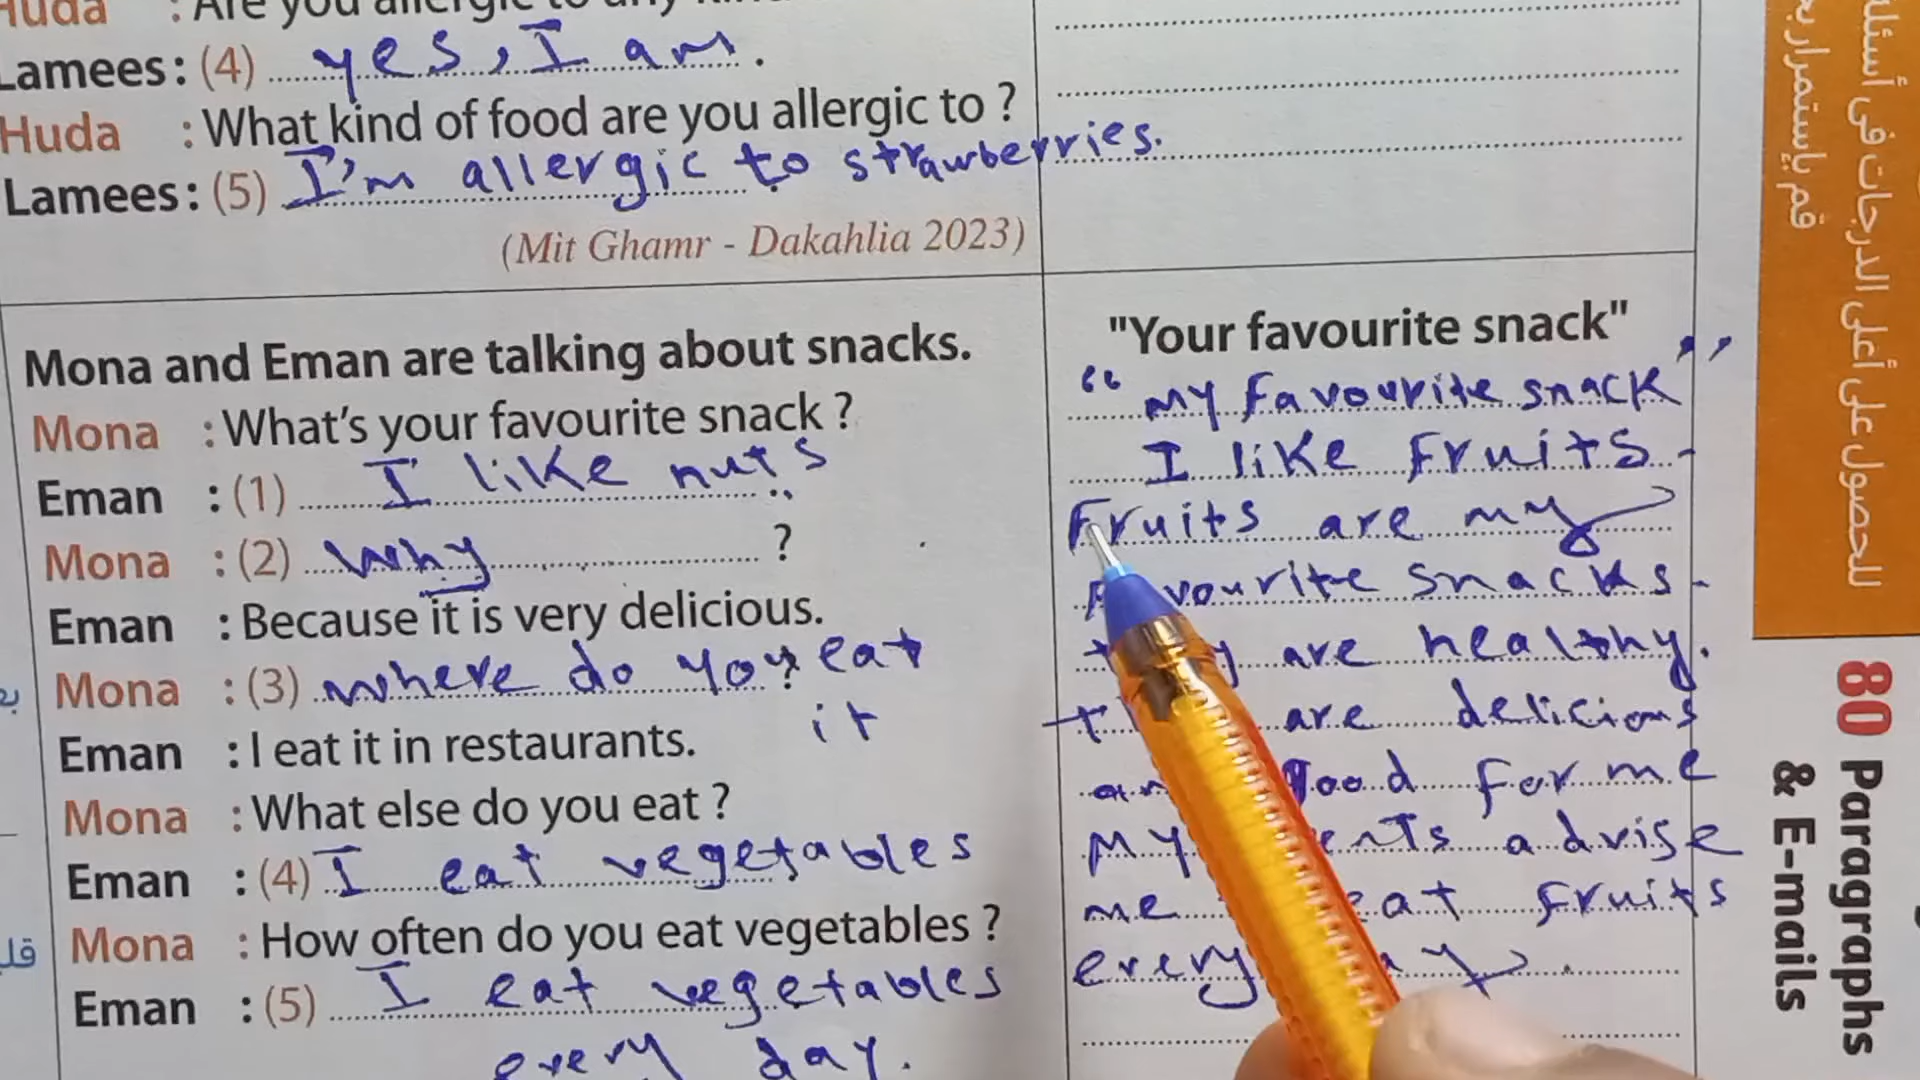 Huda : Are you allergic to any
Lamees : (4) yes, I am .
Huda : What kind of food are you allergic to ?
Lamees : (5) I'm allergic to strawberries.
(Mit Ghamr - Dakahlia 2023)
Mona and Eman are talking about snacks.
Mona : What's your favourite snack ?
Eman : (1) I like nuts
Mona : (2) why ?
Eman : Because it is very delicious.
Mona : (3) where do you eat
it
Eman : I eat it in restaurants.
Mona : What else do you eat ?
Eman : (4) I eat vegetables
Mona : How often do you eat vegetables ?
Eman : (5) I eat vegetables
every day.
"Your favourite snack"
“ my favourite snack ”
I like fruits.
Fruits are my
snacks.
are healthy.
are delicious
good for me
My advise
me eat fruits
every
للحصول على أعلى الدرجات فى أسئلة
قم باستمرار
80 Paragraphs
& E-mails